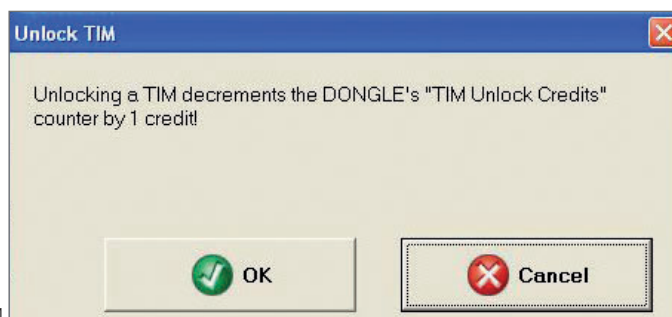 Unlock TIM
Unlocking a TIM decrements the DONGLE's "TIM Unlock Credits"
counter by 1 credit!
OK
Cancel